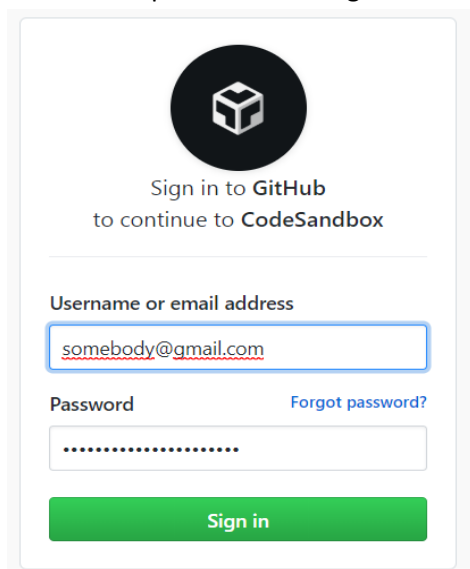 Sign in to GitHub
to continue to CodeSandbox
Username or email address
somebody@gmail.com
Password Forgot password?
••••••••••••••••••••••
Sign in